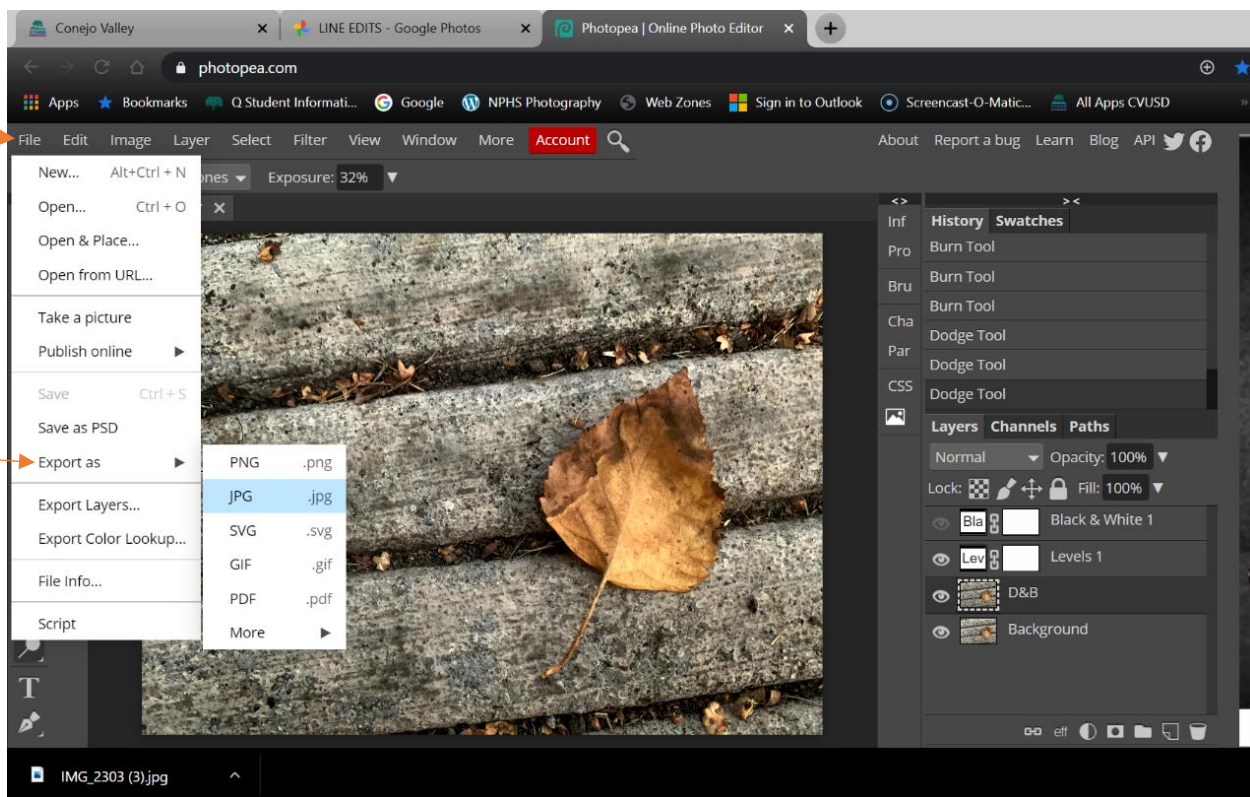 Conejo Valley LINE EDITS - Google Photos Photopea | Online Photo Editor
photopea.com
Apps Bookmarks Q Student Informati... Google NPHS Photography Web Zones Sign in to Outlook Screencast-O-Matic... All Apps CVUSD »
File Edit Image Layer Select Filter View Window More Account About Report a bug Learn Blog API
nes Exposure: 32%
New... Alt+Ctrl + N
Open... Ctrl + O
Open & Place...
Open from URL...
Take a picture
Publish online
Save Ctrl + S
Save as PSD
Export as
Export Layers...
Export Color Lookup...
File Info...
Script
PNG .png
JPG .jpg
SVG .svg
GIF .gif
PDF .pdf
More
T
<> ><
Inf
Pro
Bru
Cha
Par
CSS
History Swatches
Burn Tool
Burn Tool
Burn Tool
Dodge Tool
Dodge Tool
Dodge Tool
Layers Channels Paths
Normal Opacity: 100%
Lock: Fill: 100%
Bla Black & White 1
Lev Levels 1
D&B
Background
eff
IMG_2303 (3).jpg